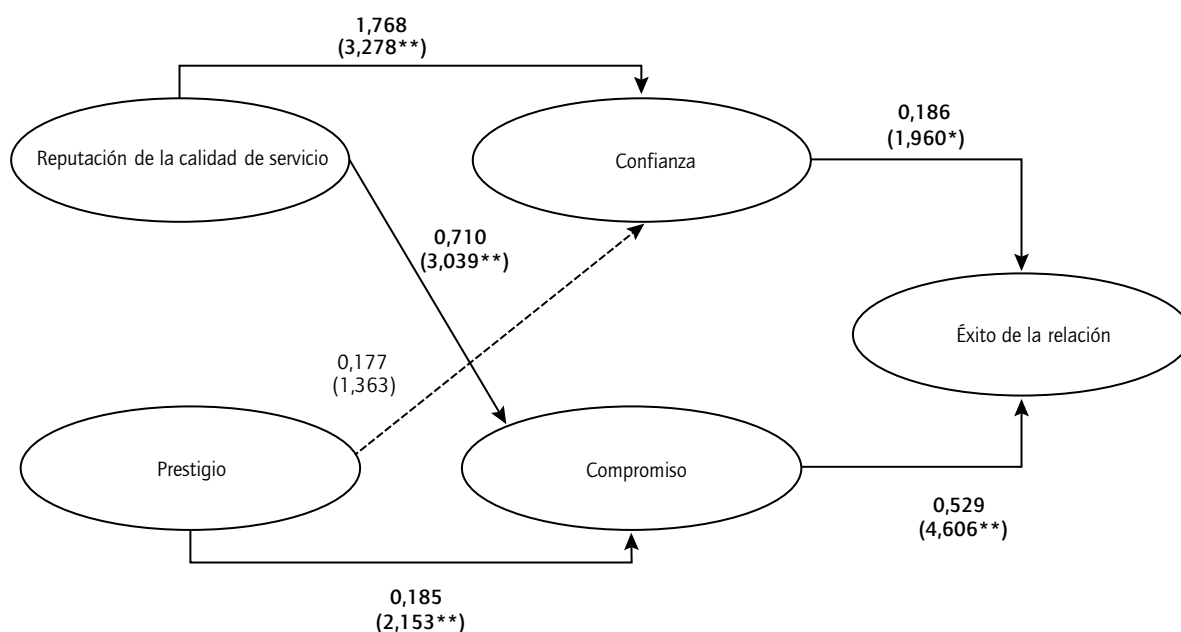 1,768
(3,278**)
Reputación de la calidad de servicio
Confianza
0,186
(1,960*)
0,710
(3,039**)
Éxito de la relación
0,177
(1,363)
Prestigio
Compromiso
0,529
(4,606**)
0,185
(2,153**)